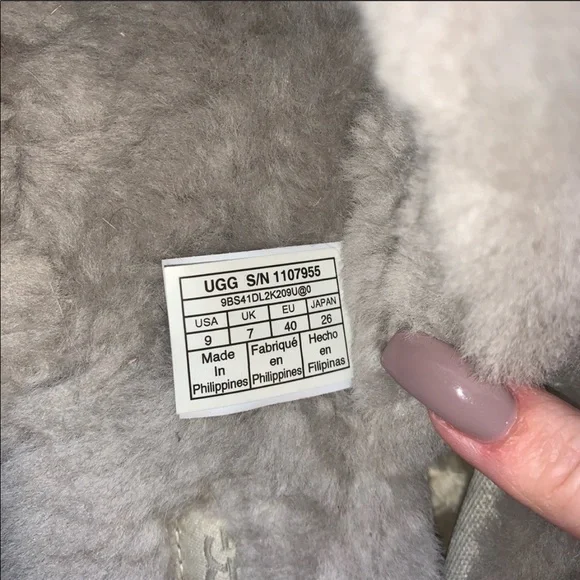 UGG S/N 1107955
9BS41DL2K209U@0
USA UK EU JAPAN
9 7 40 26
Made In Philippines
Fabriqué en Philippines
Hecho en Filipinas